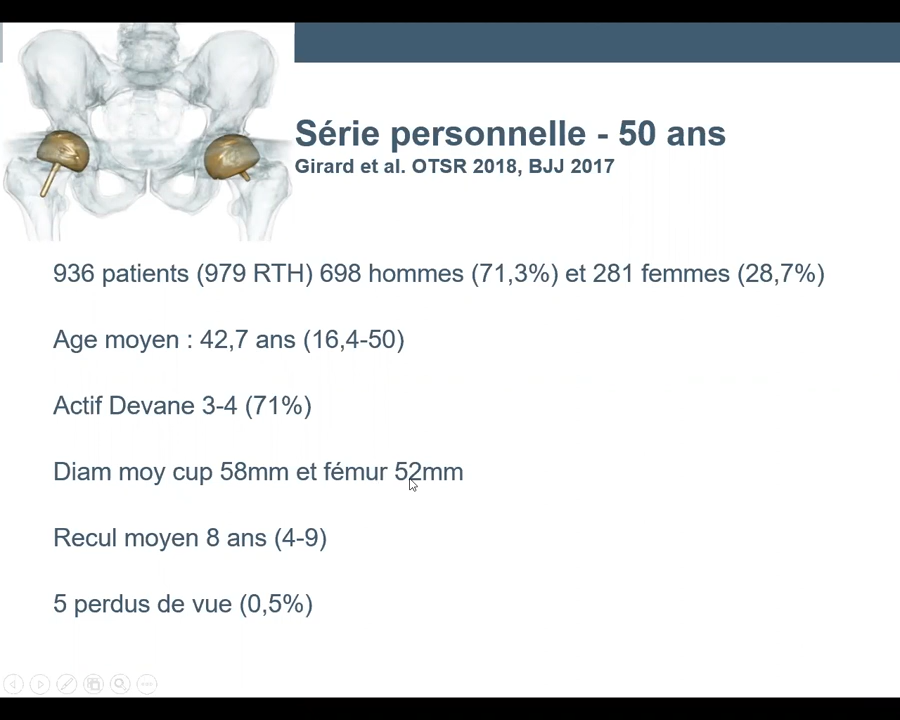 Série personnelle - 50 ans
Girard et al. OTSR 2018, BJJ 2017
936 patients (979 RTH) 698 hommes (71,3%) et 281 femmes (28,7%)
Age moyen : 42,7 ans (16,4-50)
Actif Devane 3-4 (71%)
Diam moy cup 58mm et fémur 52mm
Recul moyen 8 ans (4-9)
5 perdus de vue (0,5%)